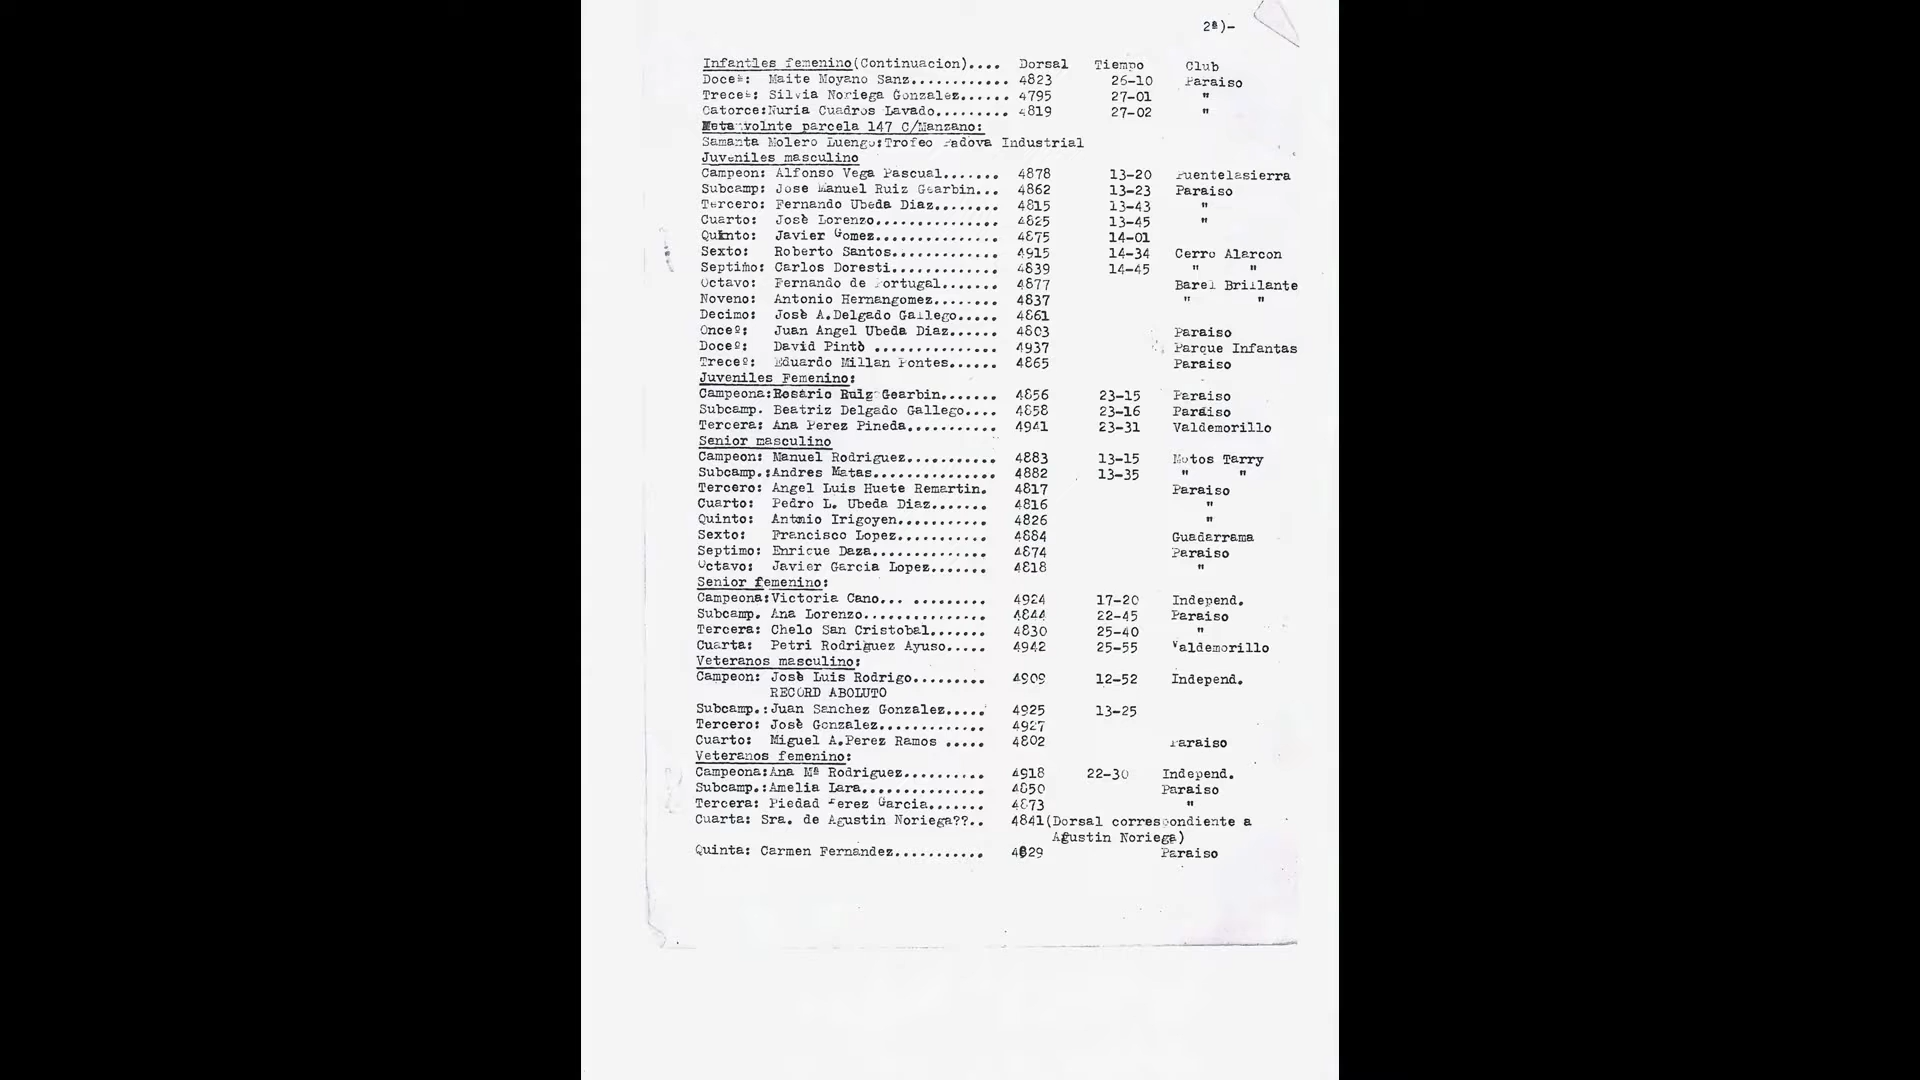 2ª)-
Infantles femenino(Continuacion).... Dorsal Tiempo Club
Doceª: Maite Moyano Sanz............ 4823 26-10 Paraiso
Treceª: Silvia Noriega Gonzalez...... 4795 27-01 "
Catorce:Nuria Cuadros Lavado......... 4819 27-02 "
Meta volnte parcela 147 C/Manzano:
Samanta Molero Luengo:Trofeo Padova Industrial
Juveniles masculino
Campeon: Alfonso Vega Pascual....... 4878 13-20 Puentelasierra
Subcamp: Jose Manuel Ruiz Gearbin... 4862 13-23 Paraiso
Tercero: Fernando Ubeda Diaz........ 4815 13-43 "
Cuarto: Josè Lorenzo............... 4825 13-45 "
Quinto: Javier Gomez............... 4875 14-01
Sexto: Roberto Santos............. 4915 14-34 Cerro Alarcon
Septimo: Carlos Doresti............. 4839 14-45 " "
Octavo: Fernando de Portugal....... 4877 Barel Brillante
Noveno: Antonio Hernangomez........ 4837 " "
Decimo: Josè A.Delgado Gallego..... 4861
Onceº: Juan Angel Ubeda Diaz...... 4803 Paraiso
Doceº: David Pintò ............... 4937 Parque Infantas
Treceº: Eduardo Millan Pontes...... 4865 Paraiso
Juveniles Femenino:
Campeona:Rosario Ruiz Gearbin....... 4856 23-15 Paraiso
Subcamp. Beatriz Delgado Gallego.... 4858 23-16 Paraiso
Tercera: Ana Perez Pineda........... 4941 23-31 Valdemorillo
Senior masculino
Campeon: Manuel Rodriguez........... 4883 13-15 Motos Tarry
Subcamp.:Andres Matas............... 4882 13-35 " "
Tercero: Angel Luis Huete Remartin. 4817 Paraiso
Cuarto: Pedro L. Ubeda Diaz....... 4816 "
Quinto: Antnio Irigoyen........... 4826 "
Sexto: Francisco Lopez........... 4884 Guadarrama
Septimo: Enrique Daza.............. 4874 Paraiso
Octavo: Javier Garcia Lopez....... 4818 "
Senior femenino:
Campeona:Victoria Cano... ......... 4924 17-20 Independ.
Subcamp. Ana Lorenzo............... 4844 22-45 Paraiso
Tercera: Chelo San Cristobal....... 4830 25-40 "
Cuarta: Petri Rodriguez Ayuso..... 4942 25-55 Valdemorillo
Veteranos masculino:
Campeon: Josè Luis Rodrigo......... 4909 12-52 Independ.
RECORD ABOLUTO
Subcamp.:Juan Sanchez Gonzalez..... 4925 13-25
Tercero: Josè Gonzalez............. 4927
Cuarto: Miguel A.Perez Ramos ..... 4802 Paraiso
Veteranos femenino:
Campeona:Ana Mª Rodriguez.......... 4918 22-30 Independ.
Subcamp.:Amelia Lara............... 4850 Paraiso
Tercera: Piedad Perez Garcia....... 4873 "
Cuarta: Sra. de Agustin Noriega??.. 4841(Dorsal correspondiente a
Agustin Noriega)
Quinta: Carmen Fernandez........... 4829 Paraiso